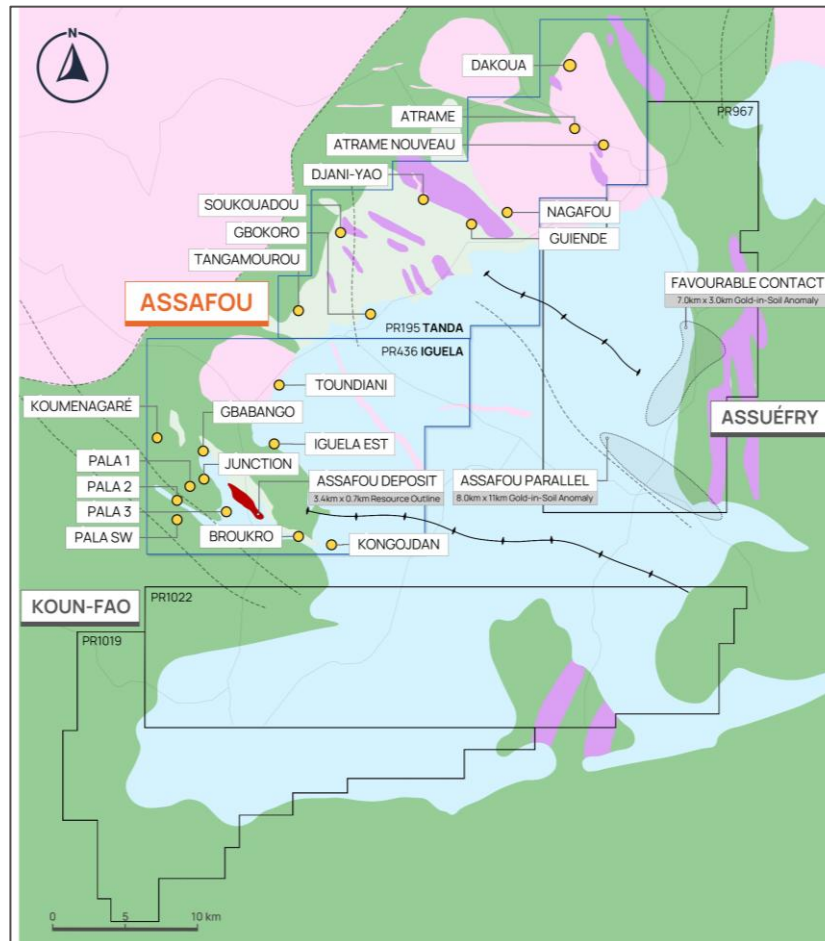 N
DAKOUA
PR967
ATRAME
ATRAME NOUVEAU
DJANI-YAO
SOUKOUADOU
NAGAFOU
GBOKORO
GUIENDE
TANGAMOUROU
FAVOURABLE CONTACT
7.0km x 3.0km Gold-in-Soil Anomaly
ASSAFOU
PR195 TANDA
PR436 IGUELA
TOUNDIANI
KOUMENAGARÉ
GBABANGO
ASSUÉFRY
IGUELA EST
PALA 1
JUNCTION
ASSAFOU DEPOSIT
3.4km x 0.7km Resource Outline
ASSAFOU PARALLEL
8.0km x 11km Gold-in-Soil Anomaly
PALA 2
PALA 3
PALA SW
BROUKRO
KONGOJDAN
KOUN-FAO
PR1022
PR1019
0 5 10 km